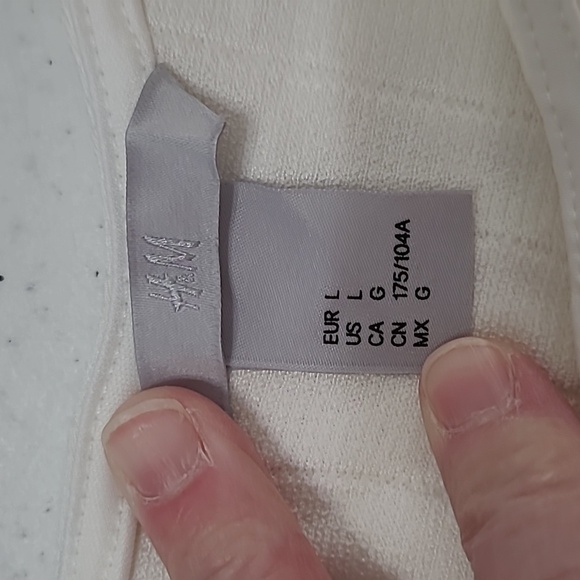 H&M
EUR L
US L
CA G
CN 175/104A
MX G